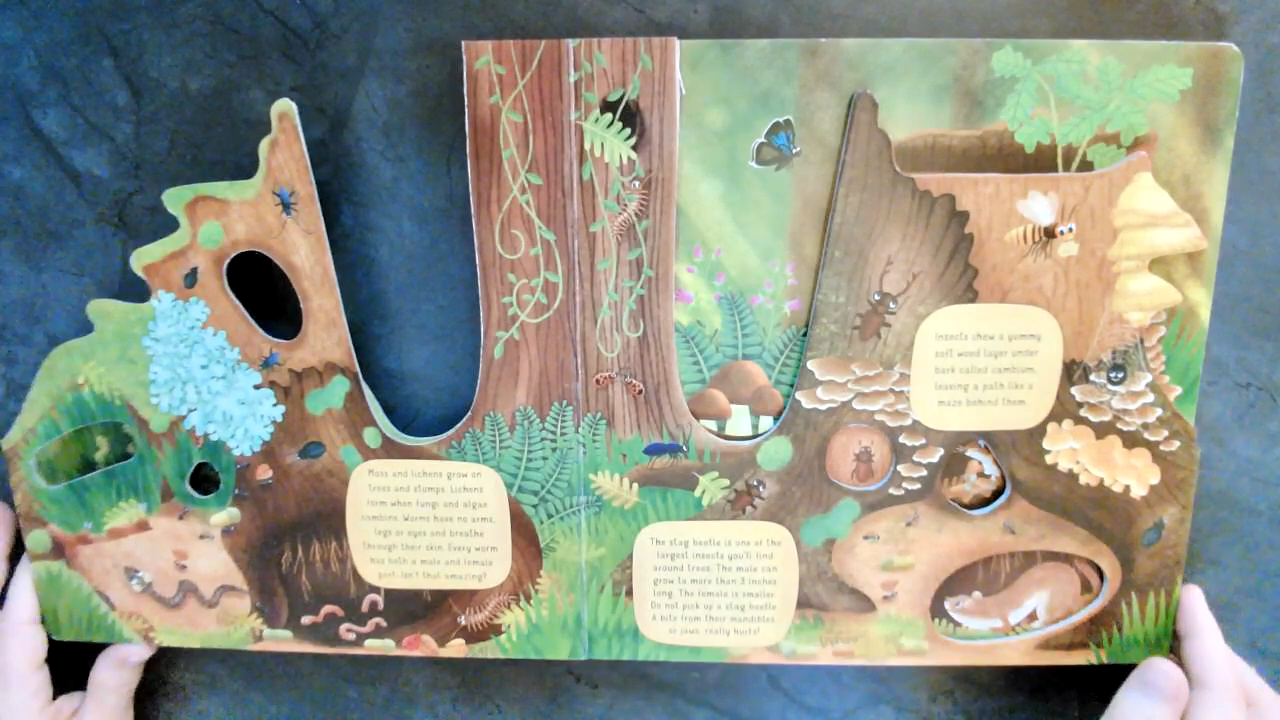 Moss and lichens grow on
trees and stumps. Lichens
form when fungi and algae
combine. Worms have no arms,
legs or eyes and breathe
through their skin. Every worm
has both a male and female
part-isn't that amazing?
The stag beetle is one of the
largest insects you'll find
around trees. The male can
grow to more than 3 inches
long. The female is smaller.
Do not pick up a stag beetle
A bite from their mandibles,
or jaws, really hurts!
Insects chew a yummy
soft wood layer under
bark called cambium,
leaving a path like a
maze behind them.